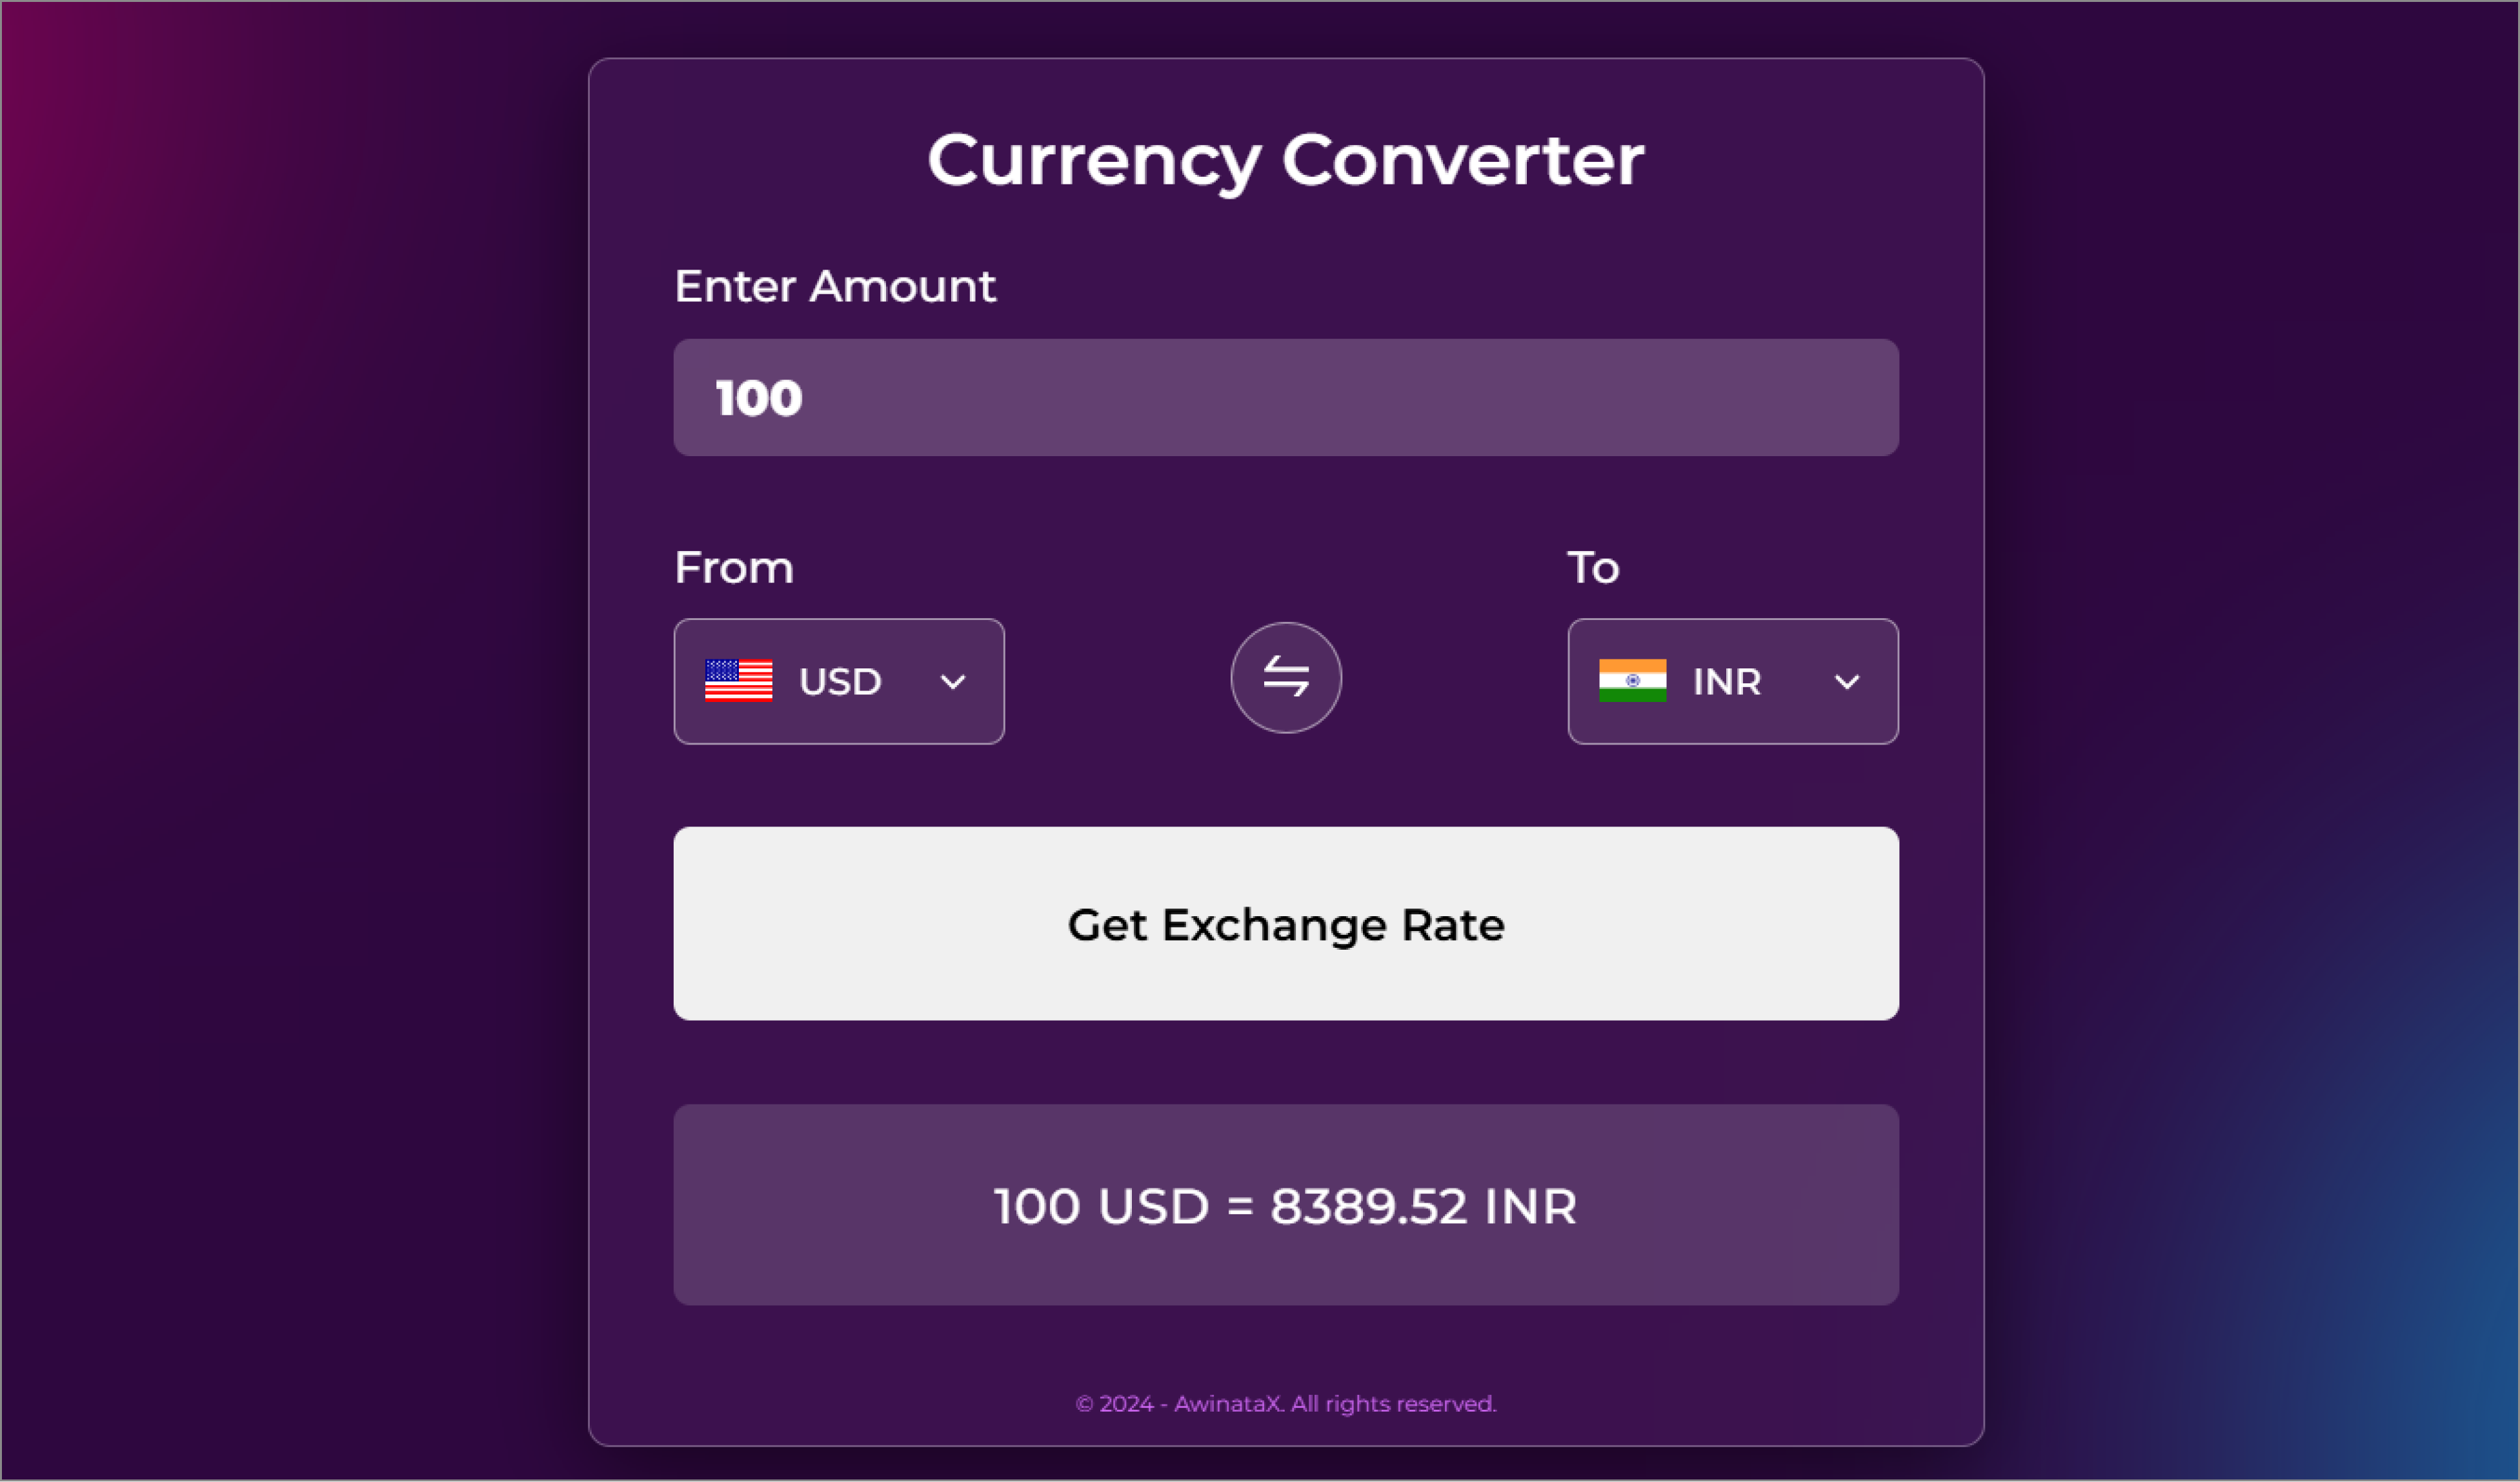 Currency Converter
Enter Amount
100
From
To
USD
INR
Get Exchange Rate
100 USD = 8389.52 INR
© 2024 - AwinataX. All rights reserved.